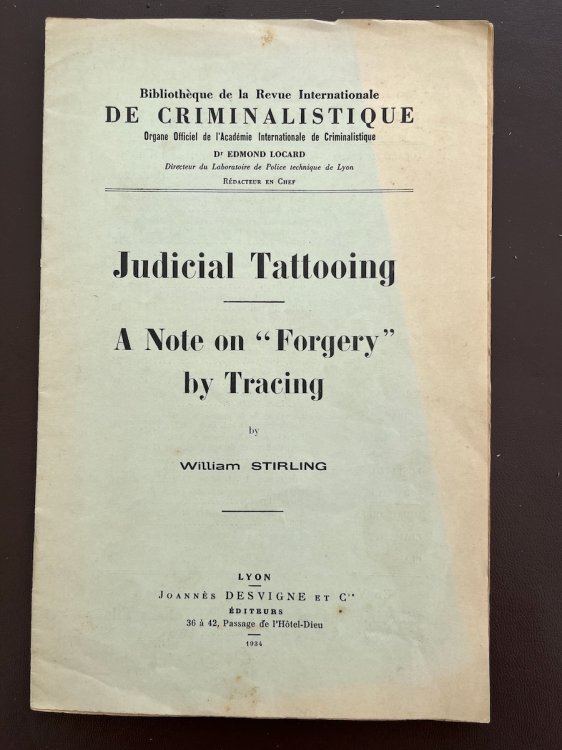 Bibliothèque de la Revue Internationale
DE CRIMINALISTIQUE
Organe Officiel de l'Académie Internationale de Criminalistique
Dr EDMOND LOCARD
Directeur du Laboratoire de Police technique de Lyon
RÉDACTEUR EN CHEF
Judicial Tattooing
A Note on “Forgery”
by Tracing
by
William STIRLING
LYON
JOANNÈS DESVIGNE ET Cie
ÉDITEURS
36 à 42, Passage de l'Hôtel-Dieu
1934